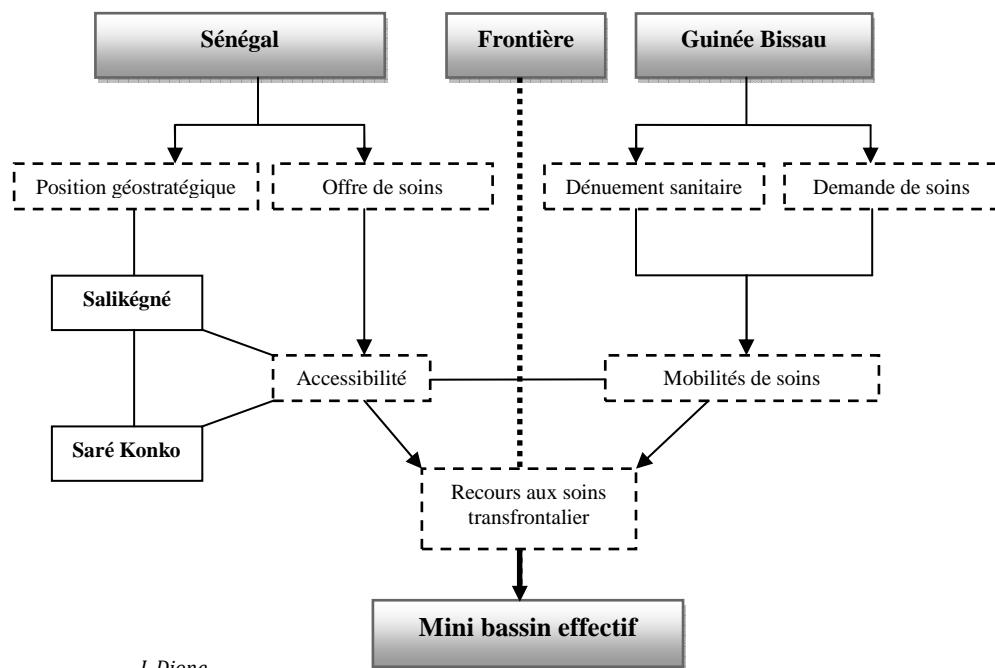 Sénégal
Frontière
Guinée Bissau
Position géostratégique
Offre de soins
Dénuement sanitaire
Demande de soins
Salikégné
Accessibilité
Mobilités de soins
Saré Konko
Recours aux soins
transfrontalier
Mini bassin effectif